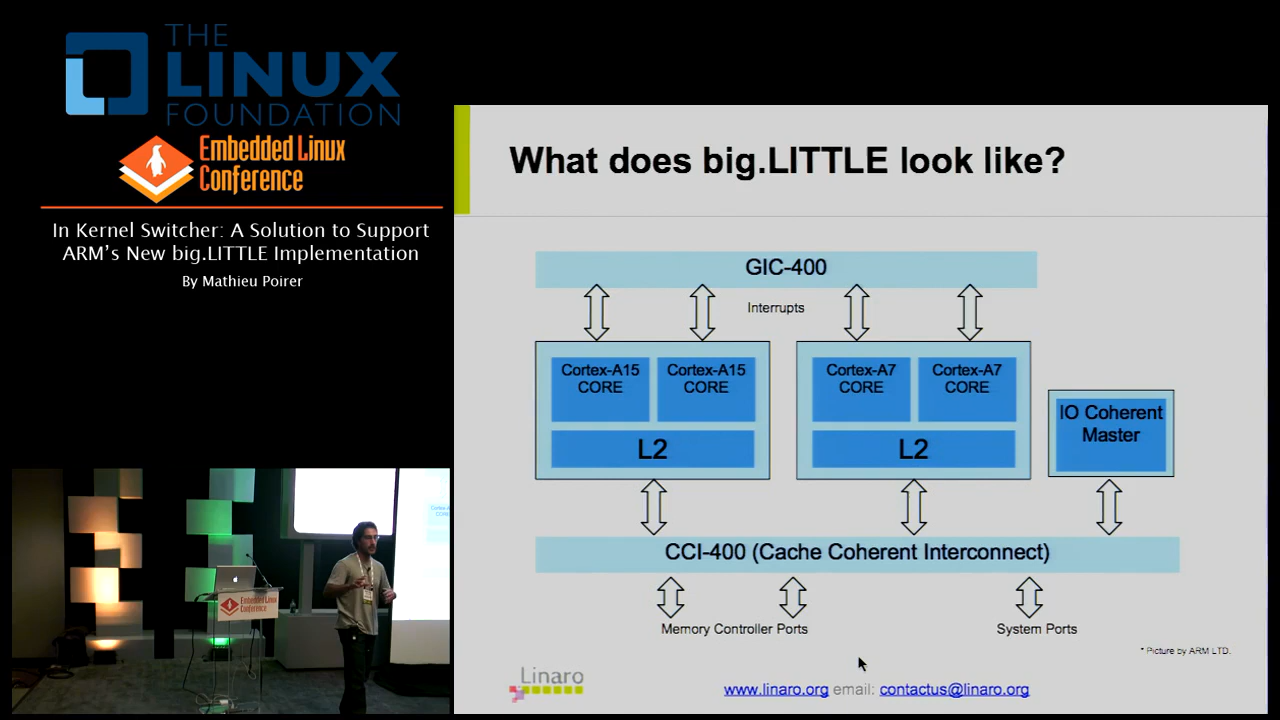 THE
LINUX
FOUNDATION
Embedded Linux
Conference
In Kernel Switcher: A Solution to Support
ARM's New big.LITTLE Implementation
By Mathieu Poirer
What does big.LITTLE look like?
GIC-400
Interrupts
Cortex-A15
CORE
Cortex-A15
CORE
L2
Cortex-A7
CORE
Cortex-A7
CORE
L2
IO Coherent
Master
CCI-400 (Cache Coherent Interconnect)
Memory Controller Ports
System Ports
* Picture by ARM LTD.
Linaro
www.linaro.org email: contactus@linaro.org
Embedded Linux
Conference